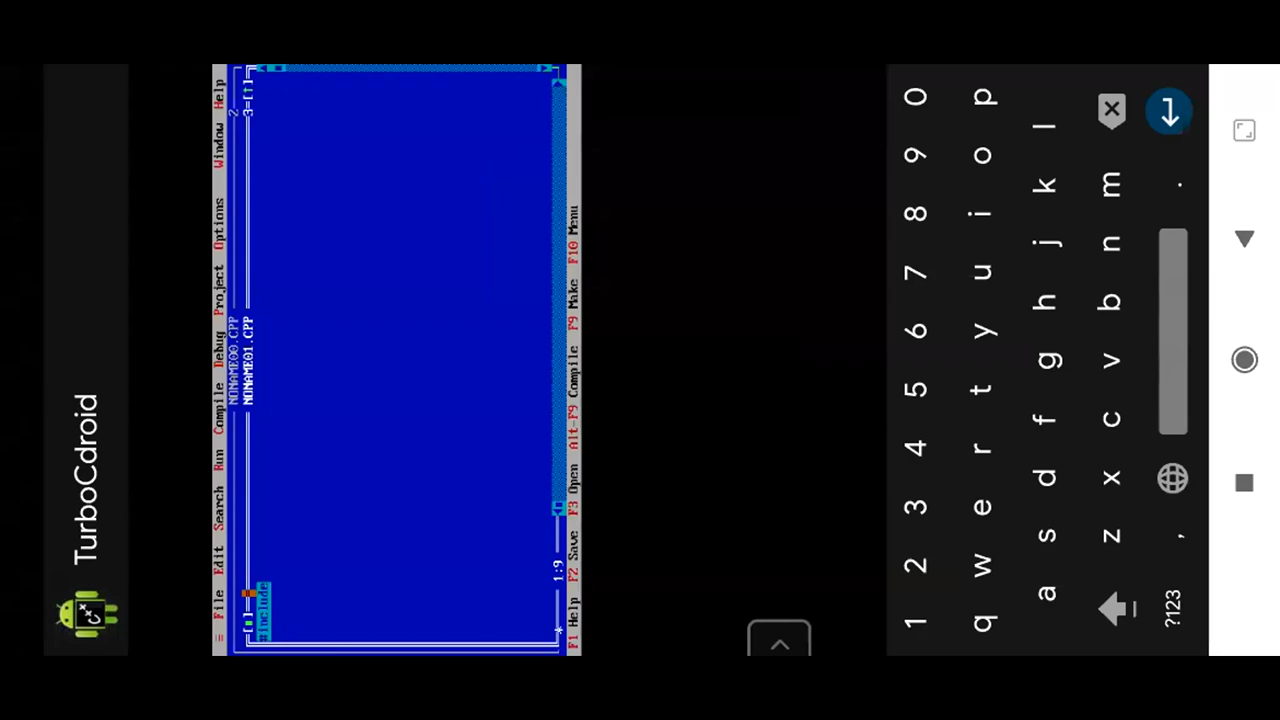 TurboCdroid
≡ File Edit Search Run Compile Debug Project Options Window Help
NONAME00.CPP 2
[■] NONAME01.CPP 3=[↑]
#include
* 1:9
F1 Help F2 Save F3 Open Alt-F9 Compile F9 Make F10 Menu
1 2 3 4 5 6 7 8 9 0
q w e r t y u i o p
a s d f g h j k l
z x c v b n m
?123 , .